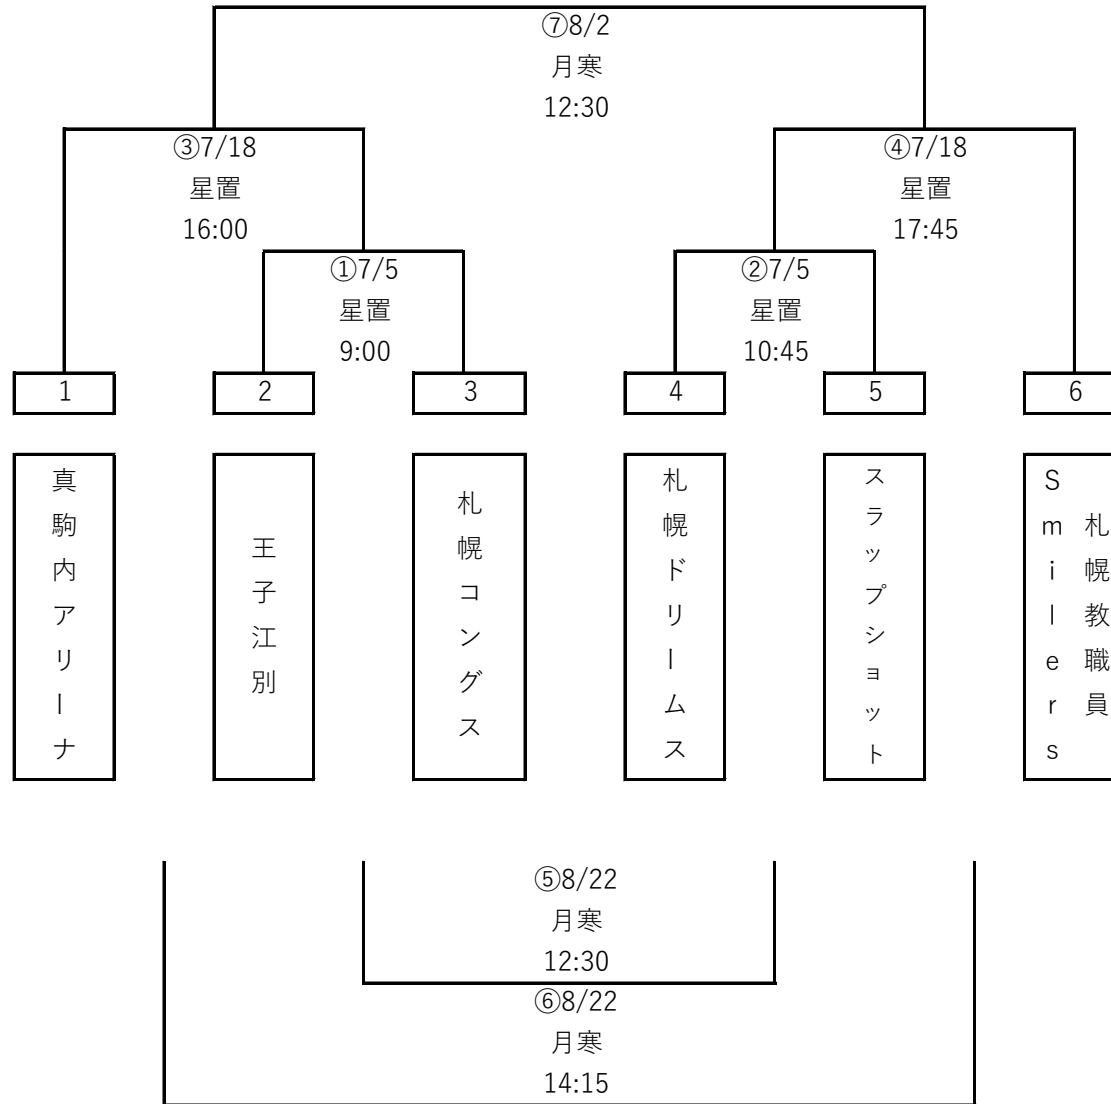 ⑦8/2
月寒
12:30
③7/18
星置
16:00
④7/18
星置
17:45
①7/5
星置
9:00
②7/5
星置
10:45
1
2
3
4
5
6
真駒内アリーナ
王子江別
札幌コングス
札幌ドリームス
スラップショット
札幌教職員
Smilers
⑤8/22
月寒
12:30
⑥8/22
月寒
14:15